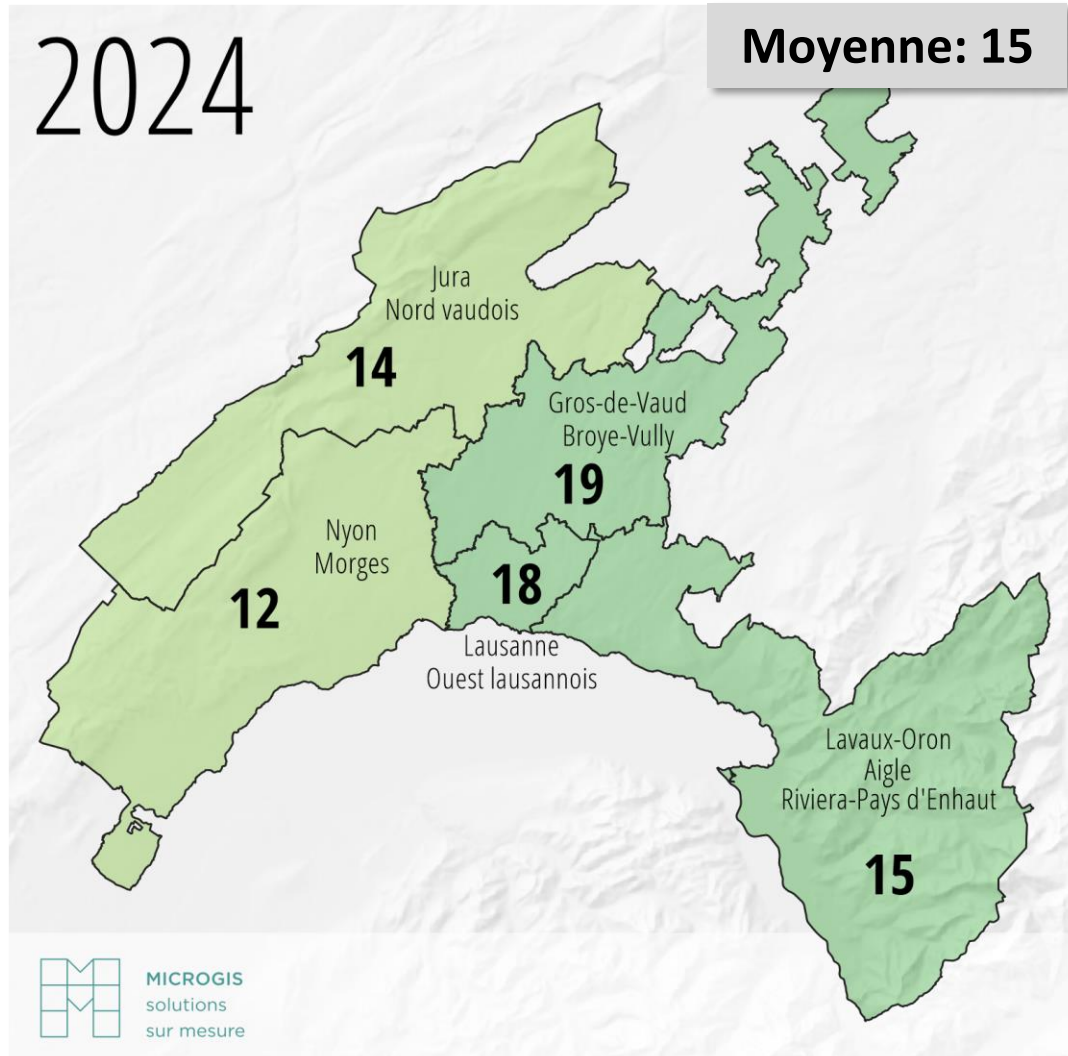 2024
Moyenne: 15
Jura
Nord vaudois
14
Gros-de-Vaud
Broye-Vully
19
Nyon
Morges
12
18
Lausanne
Ouest lausannois
Lavaux-Oron
Aigle
Riviera-Pays d'Enhaut
15
MICROGIS
solutions
sur mesure